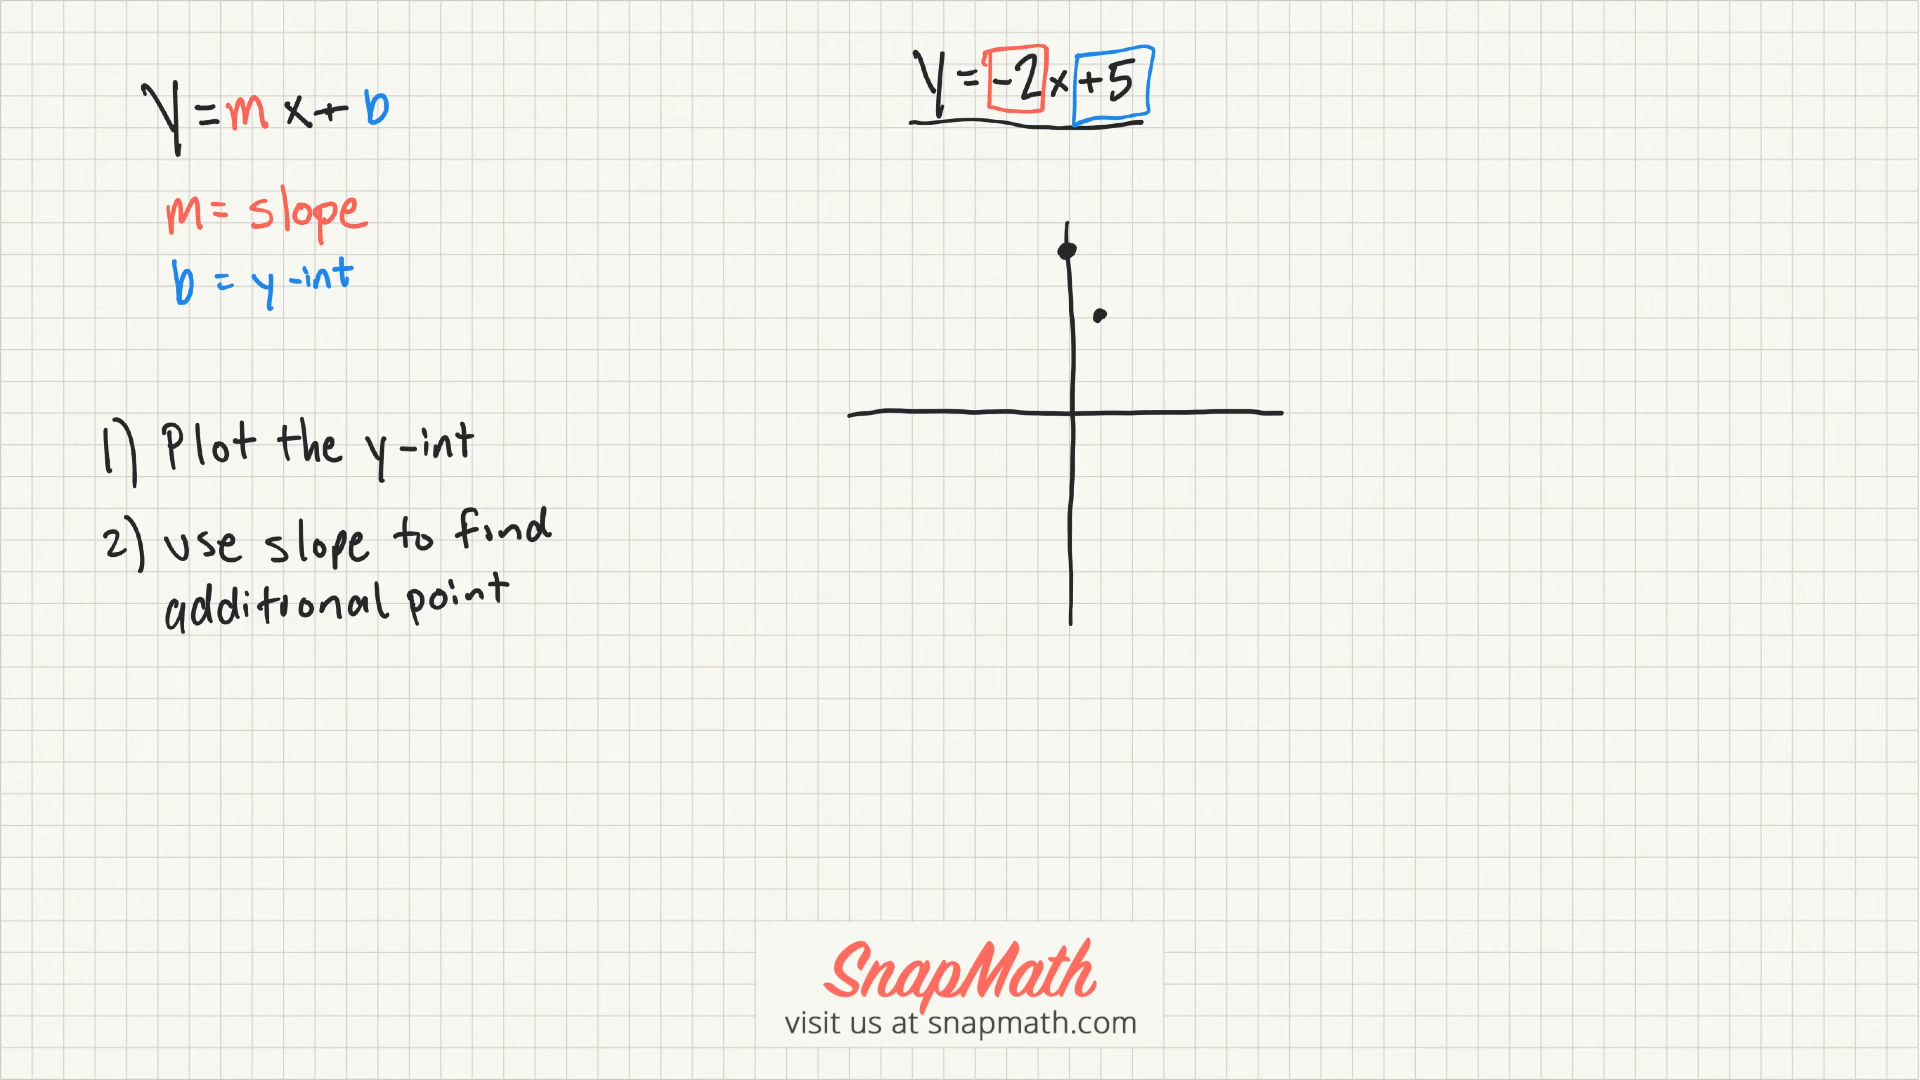 y = mx + b
m = slope
b = y-int
1) Plot the y-int
2) use slope to find
additional point
y = -2x +5
SnapMath
visit us at snapmath.com